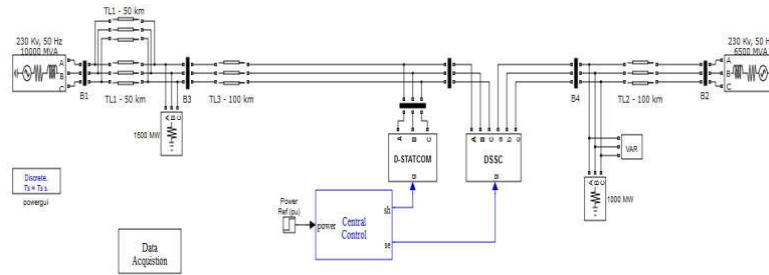 TL1 - 50 km
230 Kv, 50 Hz
10000 MVA
A
B
C
B1
TL1 - 50 km
B3
TL3 - 100 km
1500 MW
A B C
D-STATCOM
A B C
g
DSSC
A B C a b c
g
B4
TL2 - 100 km
B2
230 Kv, 50 Hz
6500 MVA
A
B
C
VAR
A B C
1000 MW
Discrete,
Ts = Ts s.
powergui
Power
Ref (pu)
power
Central
Control
sh
se
Data
Acquistion